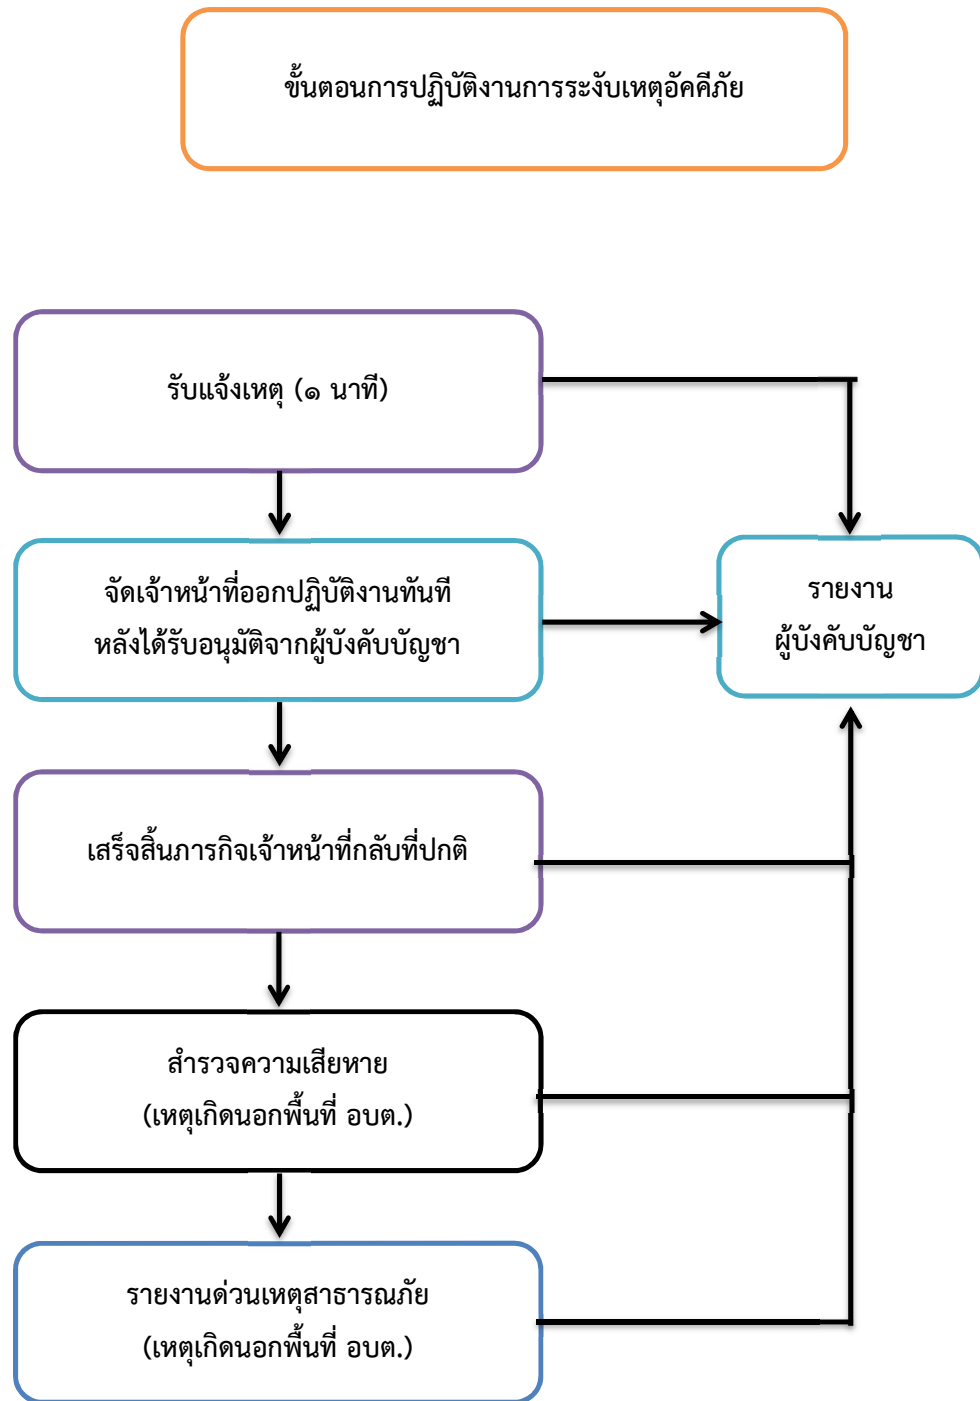 ขั้นตอนการปฏิบัติงานการระงับเหตุอัคคีภัย
รับแจ้งเหตุ (๑ นาที)
จัดเจ้าหน้าที่ออกปฏิบัติงานทันที
หลังได้รับอนุมัติจากผู้บังคับบัญชา
รายงาน
ผู้บังคับบัญชา
เสร็จสิ้นภารกิจเจ้าหน้าที่กลับที่ปกติ
สำรวจความเสียหาย
(เหตุเกิดนอกพื้นที่ อบต.)
รายงานด่วนเหตุสาธารณภัย
(เหตุเกิดนอกพื้นที่ อบต.)